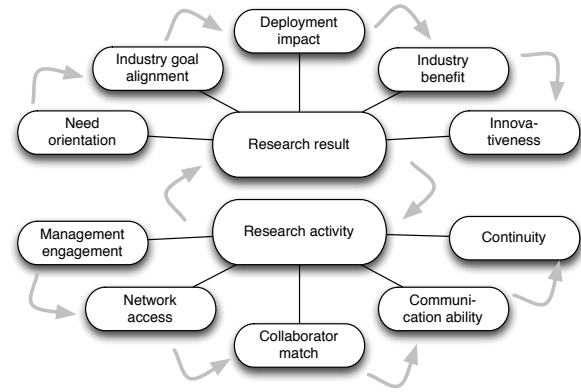 Deployment
impact
Industry goal
alignment
Industry
benefit
Need
orientation
Research result
Innova-
tiveness
Management
engagement
Research activity
Continuity
Network
access
Communi-
cation ability
Collaborator
match